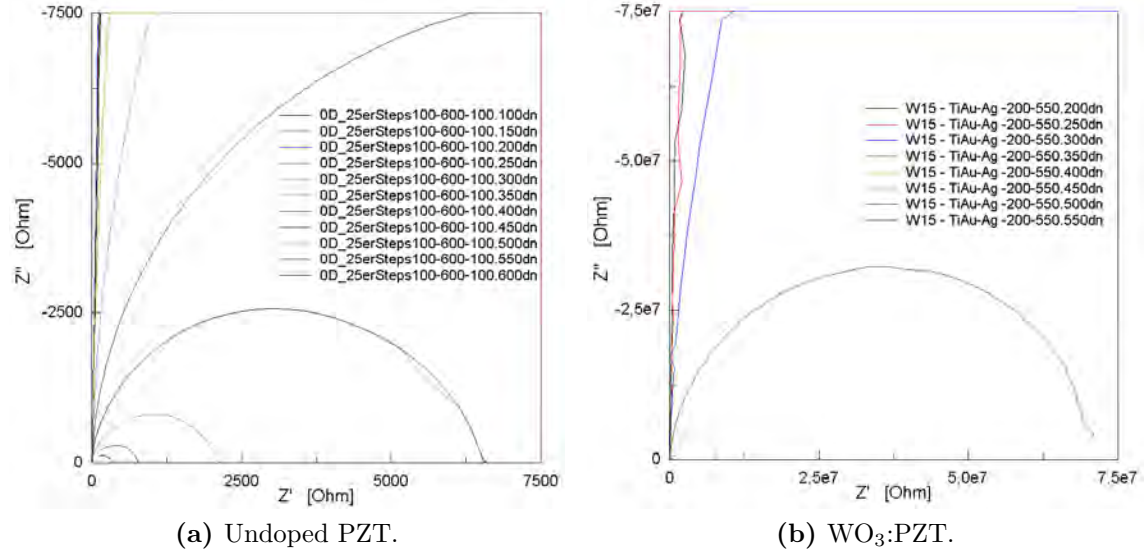 -7500
-5000
-2500
0
Z'' [Ohm]
0D_25erSteps100-600-100.100dn
0D_25erSteps100-600-100.150dn
0D_25erSteps100-600-100.200dn
0D_25erSteps100-600-100.250dn
0D_25erSteps100-600-100.300dn
0D_25erSteps100-600-100.350dn
0D_25erSteps100-600-100.400dn
0D_25erSteps100-600-100.450dn
0D_25erSteps100-600-100.500dn
0D_25erSteps100-600-100.550dn
0D_25erSteps100-600-100.600dn
0 2500 5000 7500
Z' [Ohm]
(a) Undoped PZT.
-7,5e7
-5,0e7
-2,5e7
0
Z'' [Ohm]
W15 - TiAu-Ag -200-550.200dn
W15 - TiAu-Ag -200-550.250dn
W15 - TiAu-Ag -200-550.300dn
W15 - TiAu-Ag -200-550.350dn
W15 - TiAu-Ag -200-550.400dn
W15 - TiAu-Ag -200-550.450dn
W15 - TiAu-Ag -200-550.500dn
W15 - TiAu-Ag -200-550.550dn
0 2,5e7 5,0e7 7,5e7
Z' [Ohm]
(b) WO₃:PZT.